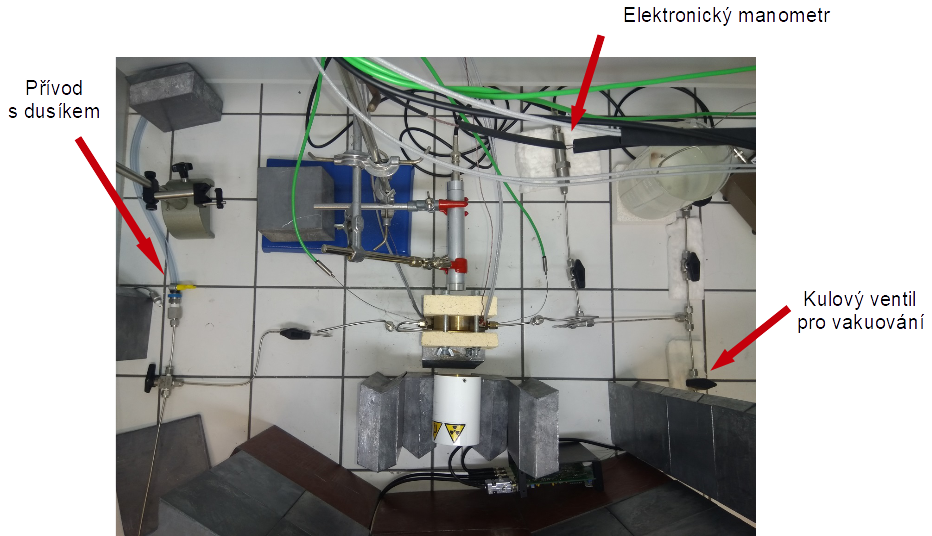 Elektronický manometr
Přívod
s dusíkem
Kulový ventil
pro vakuování